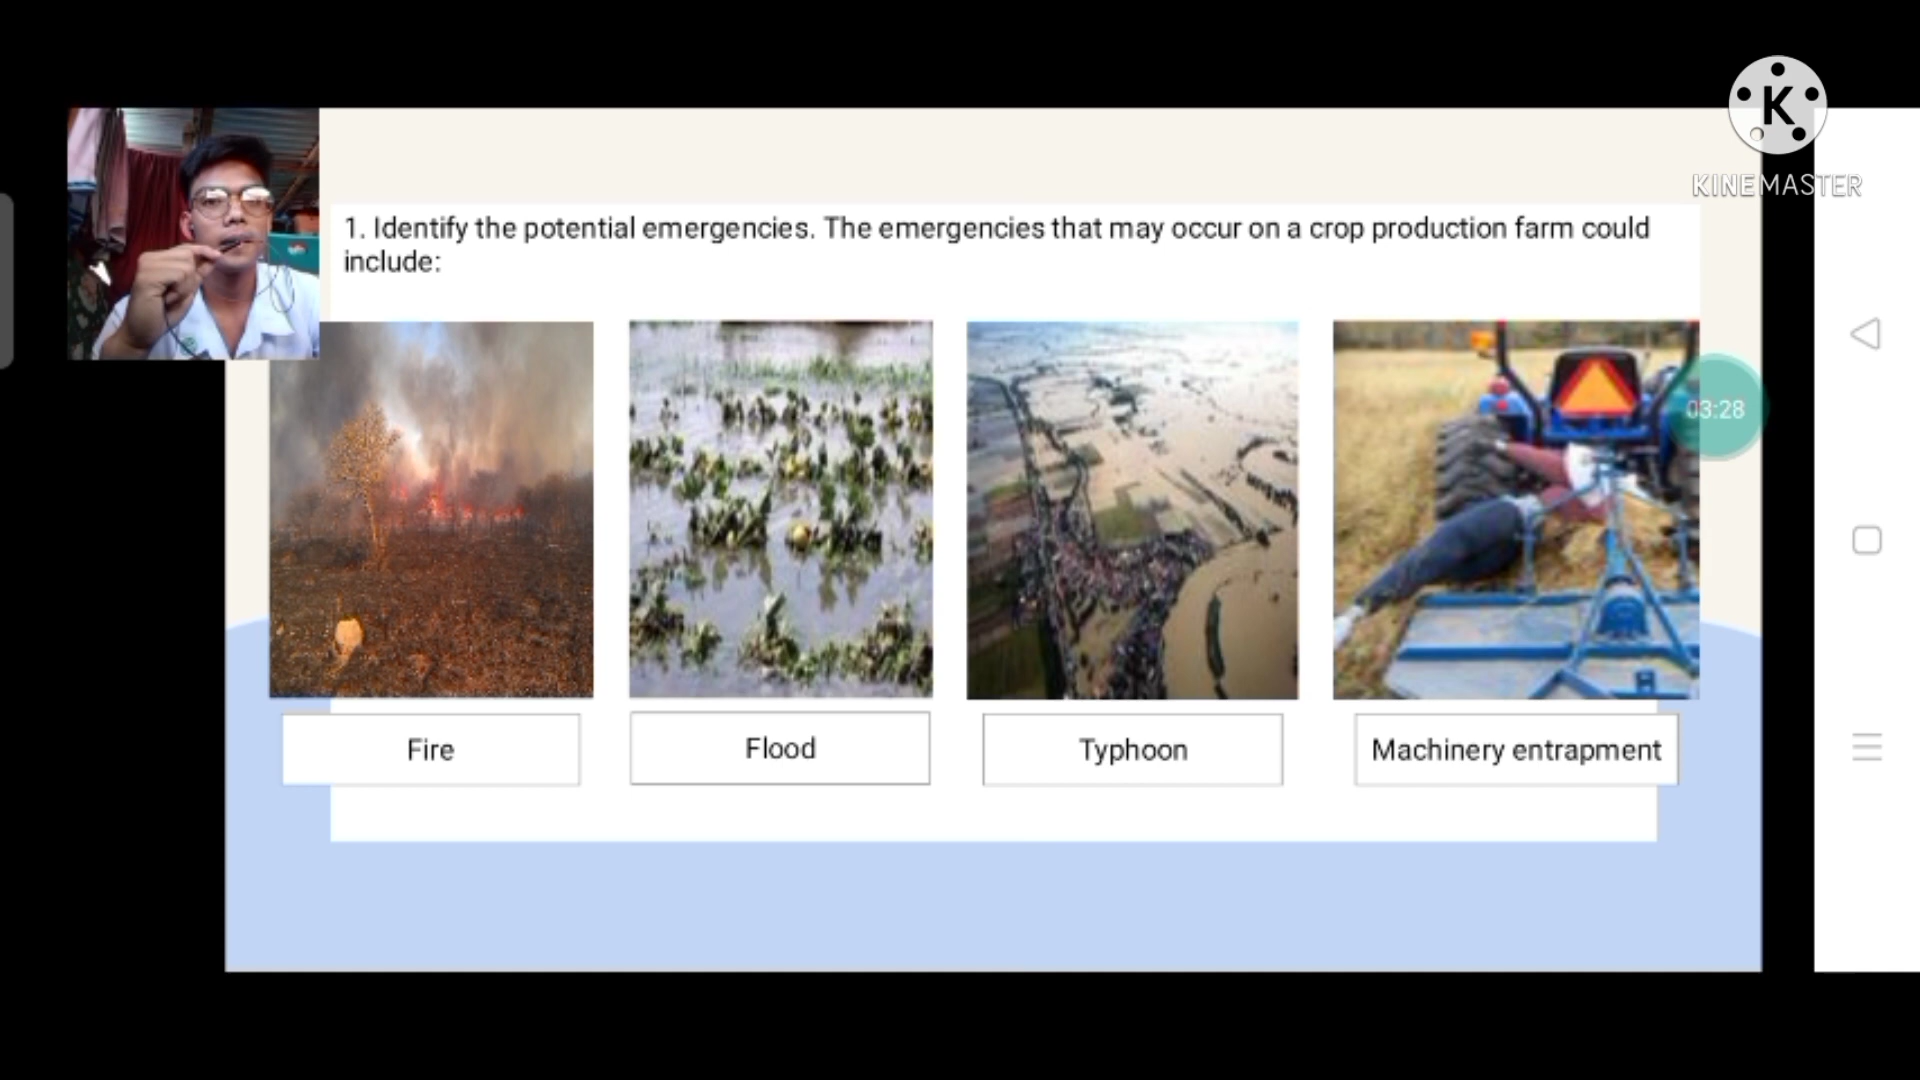 K
KINEMASTER
1. Identify the potential emergencies. The emergencies that may occur on a crop production farm could
include:
03:28
Fire
Flood
Typhoon
Machinery entrapment